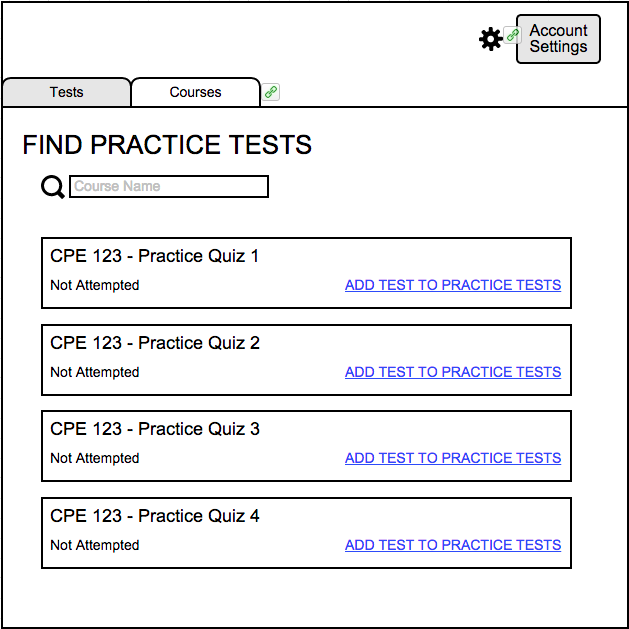 Account
Settings
Tests
Courses
FIND PRACTICE TESTS
Course Name
CPE 123 - Practice Quiz 1
Not Attempted
ADD TEST TO PRACTICE TESTS
CPE 123 - Practice Quiz 2
Not Attempted
ADD TEST TO PRACTICE TESTS
CPE 123 - Practice Quiz 3
Not Attempted
ADD TEST TO PRACTICE TESTS
CPE 123 - Practice Quiz 4
Not Attempted
ADD TEST TO PRACTICE TESTS